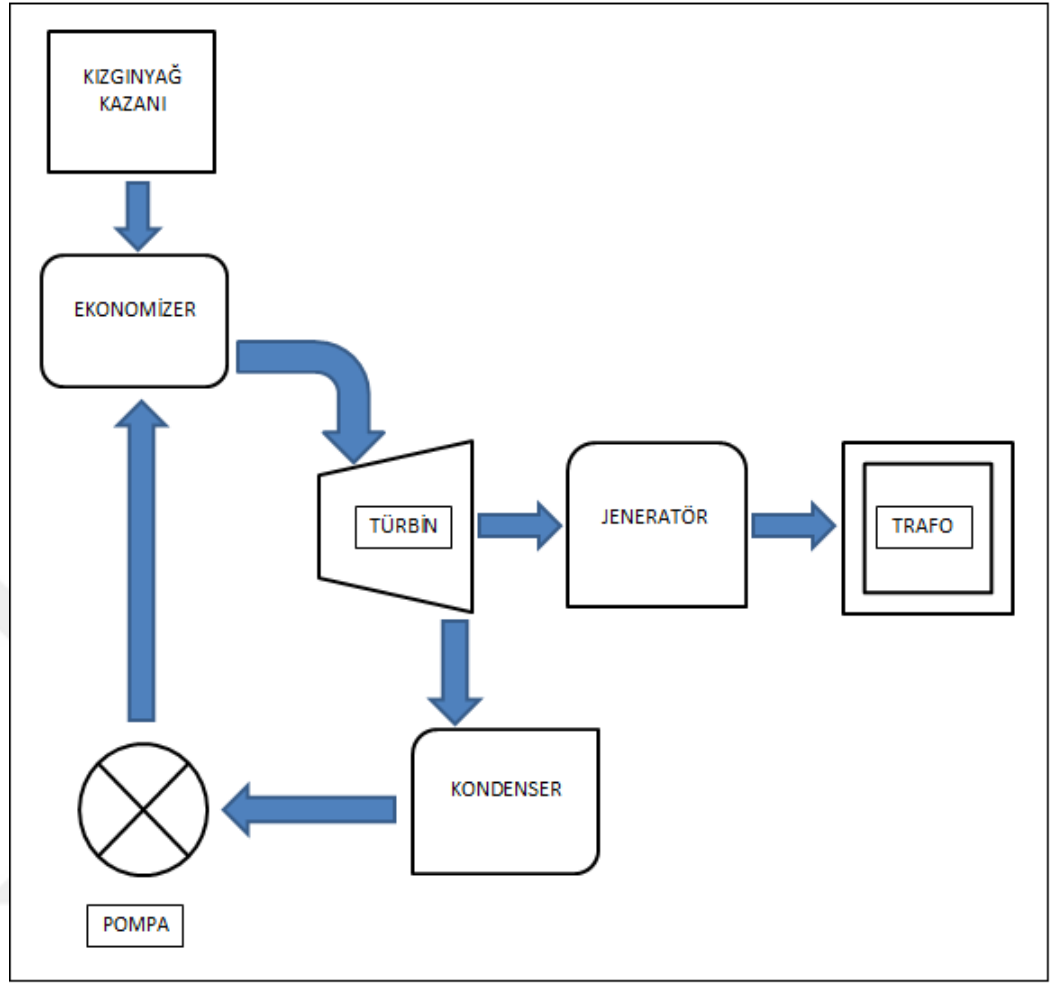 KIZGINYAĞ
KAZANI
EKONOMİZER
TÜRBİN
JENERATÖR
TRAFO
KONDENSER
POMPA